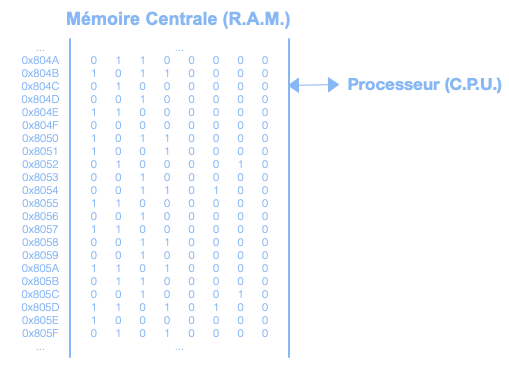 Mémoire Centrale (R.A.M.)
... ...
0x804A 0 1 1 0 0 0 0 0
0x804B 1 0 1 1 0 0 0 0
0x804C 0 1 0 0 0 0 0 0
Processeur (C.P.U.)
0x804D 0 0 1 0 0 0 0 0
0x804E 1 1 0 0 0 0 0 0
0x804F 0 0 0 0 0 0 0 0
0x8050 1 0 1 1 0 0 0 0
0x8051 1 0 0 1 0 0 0 0
0x8052 0 1 0 0 0 0 1 0
0x8053 0 0 1 0 0 0 0 0
0x8054 0 0 1 1 0 1 0 0
0x8055 1 1 0 0 0 0 0 0
0x8056 0 0 1 0 0 0 0 0
0x8057 1 1 0 0 0 0 0 0
0x8058 0 0 1 1 0 0 0 0
0x8059 0 0 1 0 0 0 0 0
0x805A 1 1 0 1 0 0 0 0
0x805B 0 1 1 0 0 0 0 0
0x805C 0 0 1 0 0 0 1 0
0x805D 1 1 0 1 0 1 0 0
0x805E 1 0 0 0 0 0 0 0
0x805F 0 1 0 1 0 0 0 0
... ...